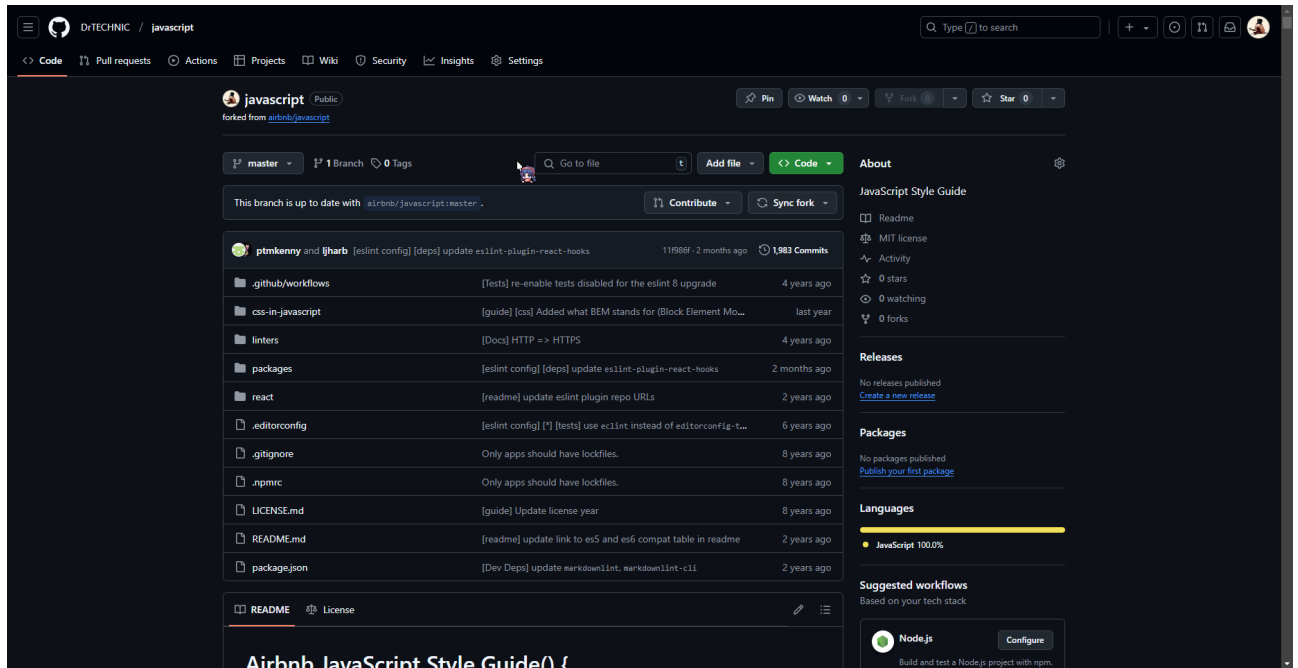 DrTECHNIC / javascript
Type / to search
Code Pull requests Actions Projects Wiki Security Insights Settings
javascript Public
Pin Watch 0 Fork 0 Star 0
forked from airbnb/javascript
master 1 Branch 0 Tags
Go to file t Add file Code
This branch is up to date with airbnb/javascript:master .
Contribute Sync fork
ptmkenny and ljharb [eslint config] [deps] update eslint-plugin-react-hooks 11f986f · 2 months ago 1,983 Commits
.github/workflows [Tests] re-enable tests disabled for the eslint 8 upgrade 4 years ago
css-in-javascript [guide] [css] Added what BEM stands for (Block Element Mo... last year
linters [Docs] HTTP => HTTPS 4 years ago
packages [eslint config] [deps] update eslint-plugin-react-hooks 2 months ago
react [readme] update eslint plugin repo URLs 2 years ago
.editorconfig [eslint config] [*] [tests] use eclint instead of editorconfig-t... 6 years ago
.gitignore Only apps should have lockfiles. 8 years ago
.npmrc Only apps should have lockfiles. 8 years ago
LICENSE.md [guide] Update license year 8 years ago
README.md [readme] update link to es5 and es6 compat table in readme 2 years ago
package.json [Dev Deps] update markdownlint, markdownlint-cli 2 years ago
README License
Airbnb JavaScript Style Guide() {
About
JavaScript Style Guide
Readme
MIT license
Activity
0 stars
0 watching
0 forks
Releases
No releases published
Create a new release
Packages
No packages published
Publish your first package
Languages
JavaScript 100.0%
Suggested workflows
Based on your tech stack
Node.js Configure
Build and test a Node.js project with npm.